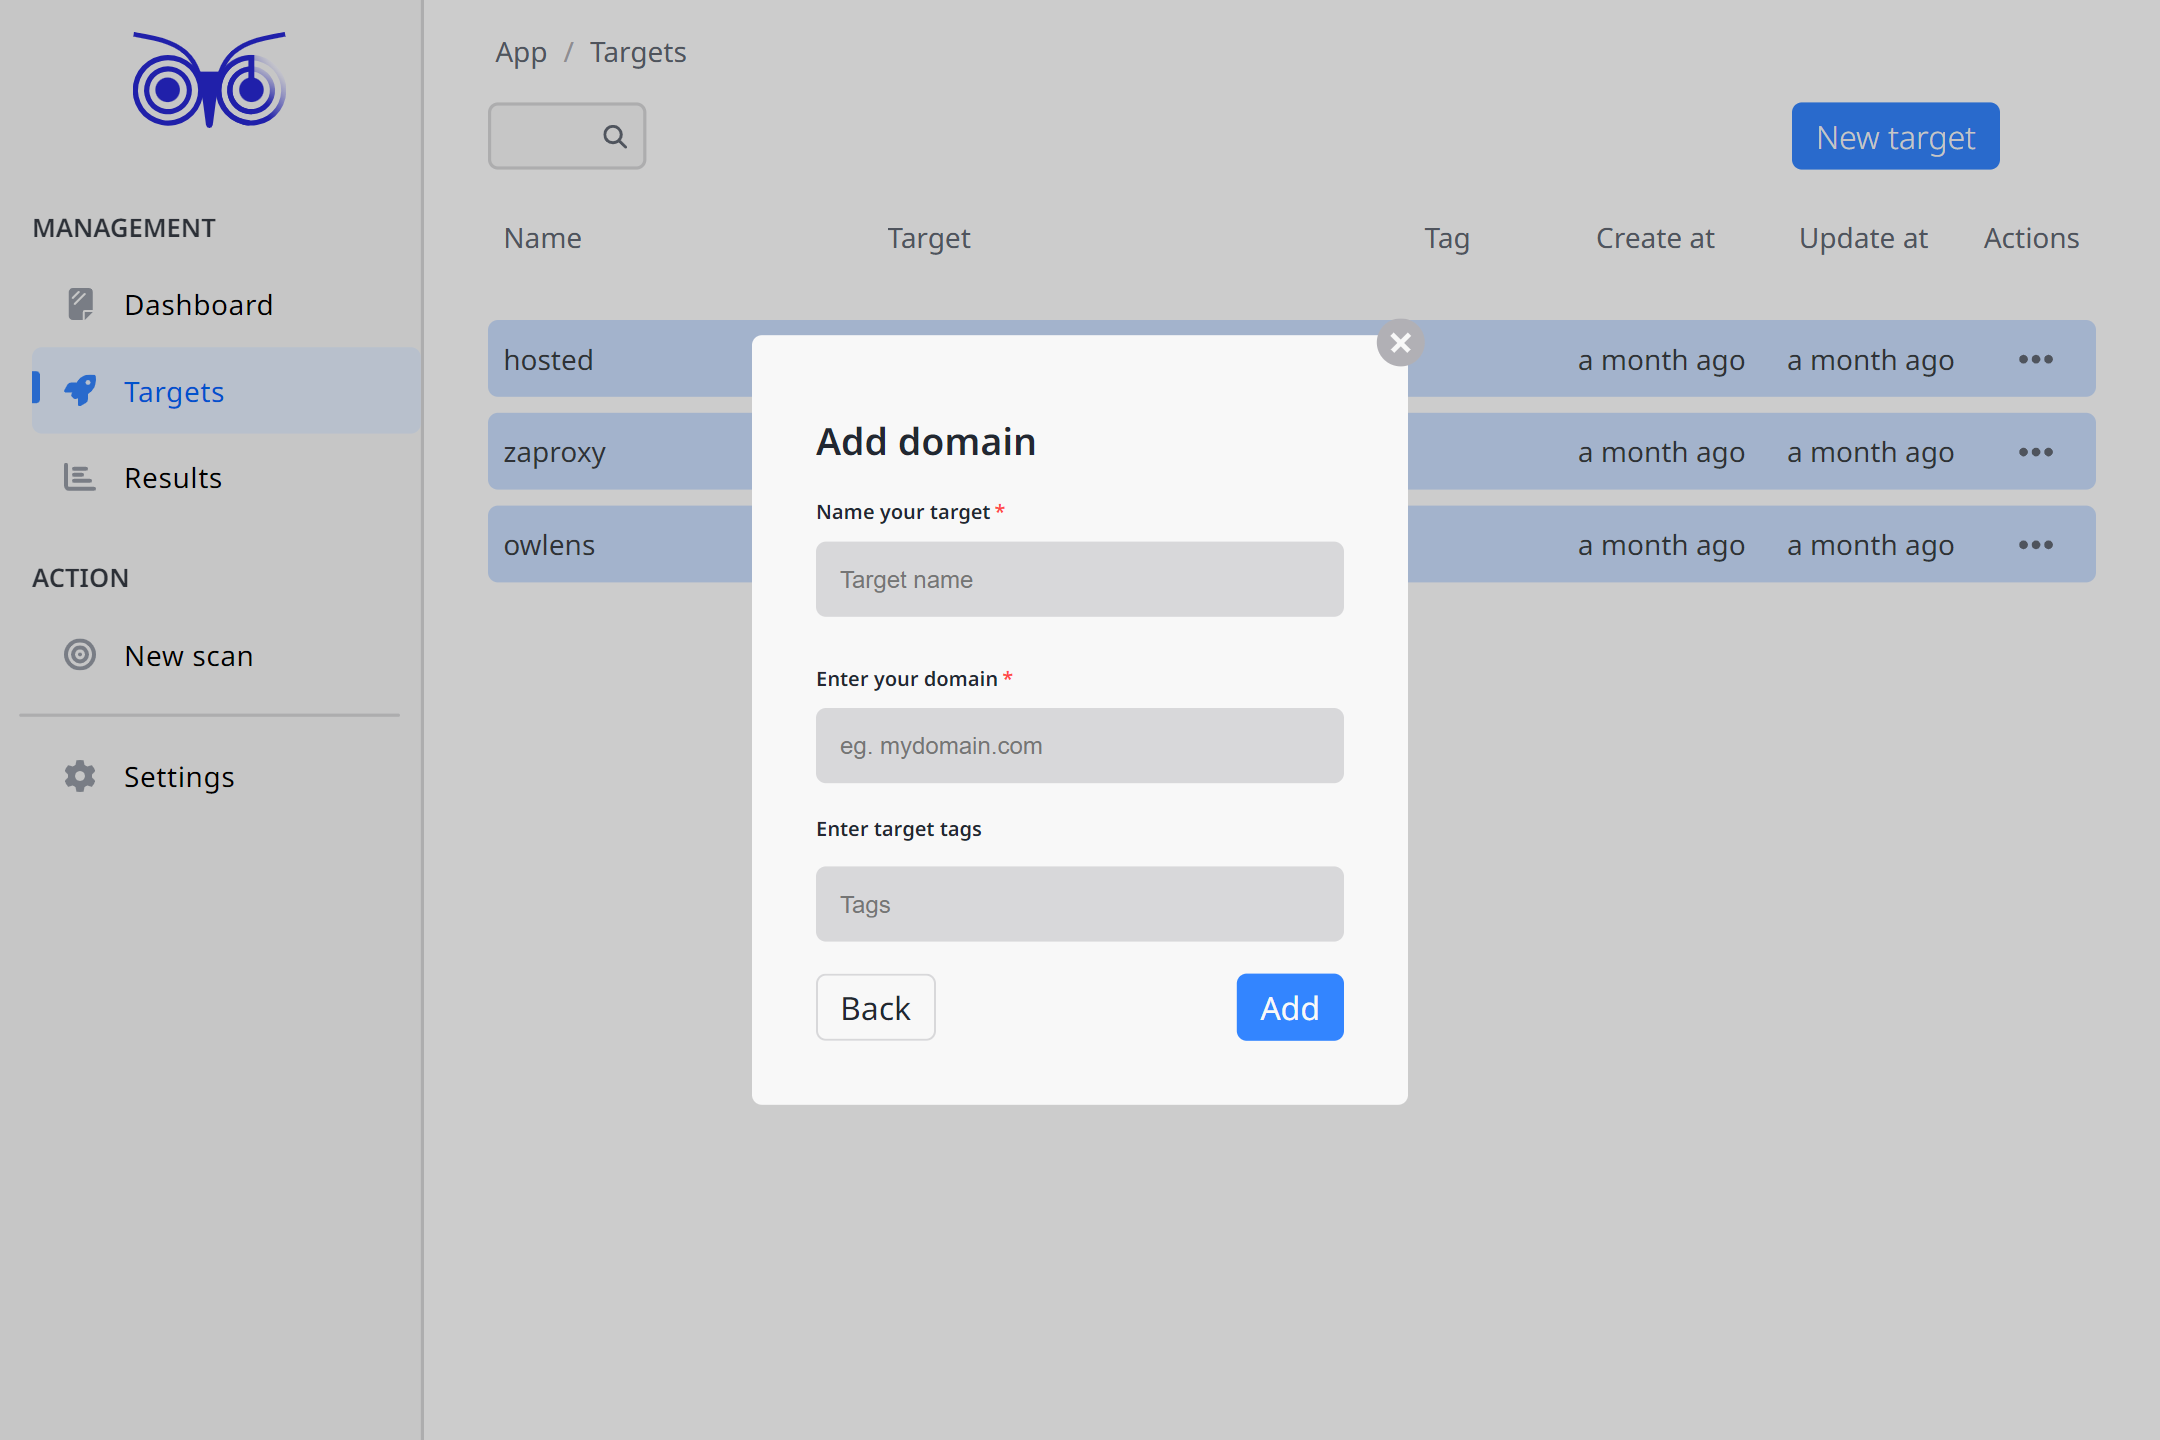 App / Targets
New target
MANAGEMENT
Dashboard
Targets
Results
ACTION
New scan
Settings
Name Target Tag Create at Update at Actions
hosted a month ago a month ago
zaproxy a month ago a month ago
owlens a month ago a month ago
Add domain
Name your target *
Target name
Enter your domain *
eg. mydomain.com
Enter target tags
Tags
Back Add